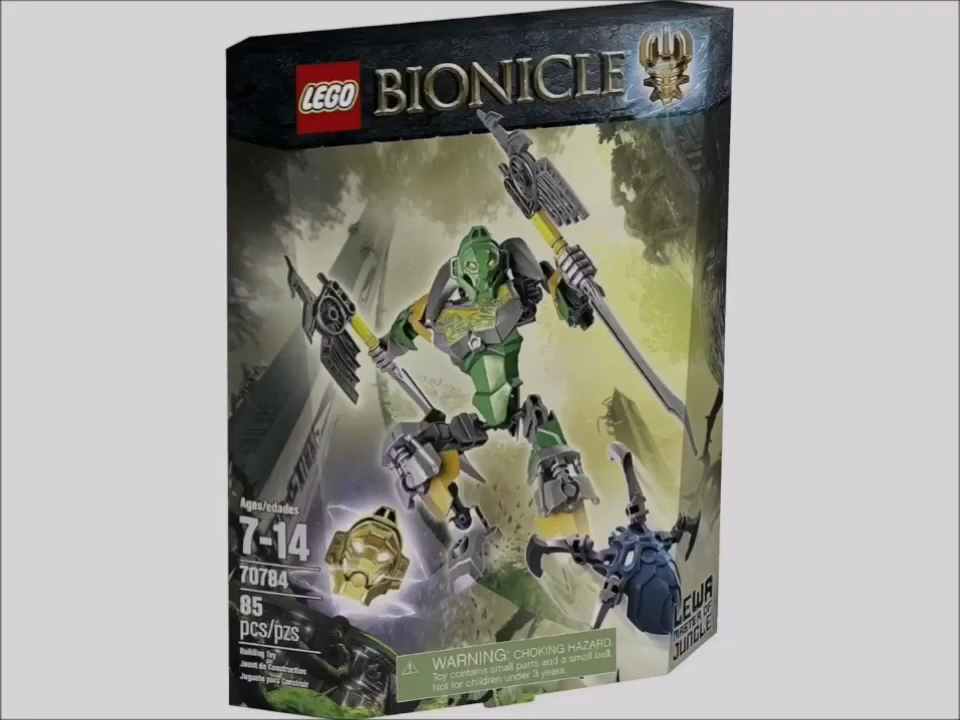 LEGO BIONICLE
Ages/edades
7-14
70784
85
pcs/pzs
Building Toy
Jouet de Construction
Juguete para Construir
WARNING: CHOKING HAZARD.
Toy contains small parts and a small ball.
Not for children under 3 years.
LEWA
MASTER OF
JUNGLE